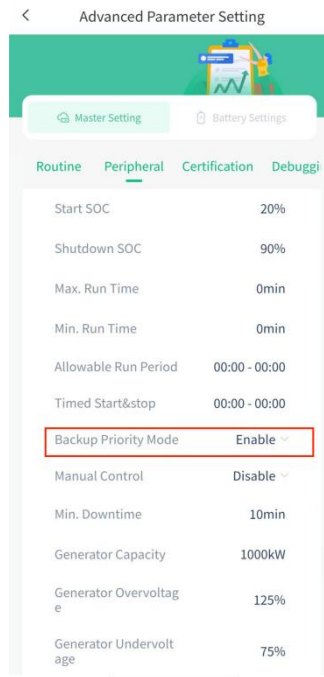 Advanced Parameter Setting
Master Setting Battery Settings
Routine Peripheral Certification Debuggi
Start SOC 20%
Shutdown SOC 90%
Max. Run Time 0min
Min. Run Time 0min
Allowable Run Period 00:00 - 00:00
Timed Start&stop 00:00 - 00:00
Backup Priority Mode Enable
Manual Control Disable
Min. Downtime 10min
Generator Capacity 1000kW
Generator Overvoltag
e 125%
Generator Undervolt
age 75%